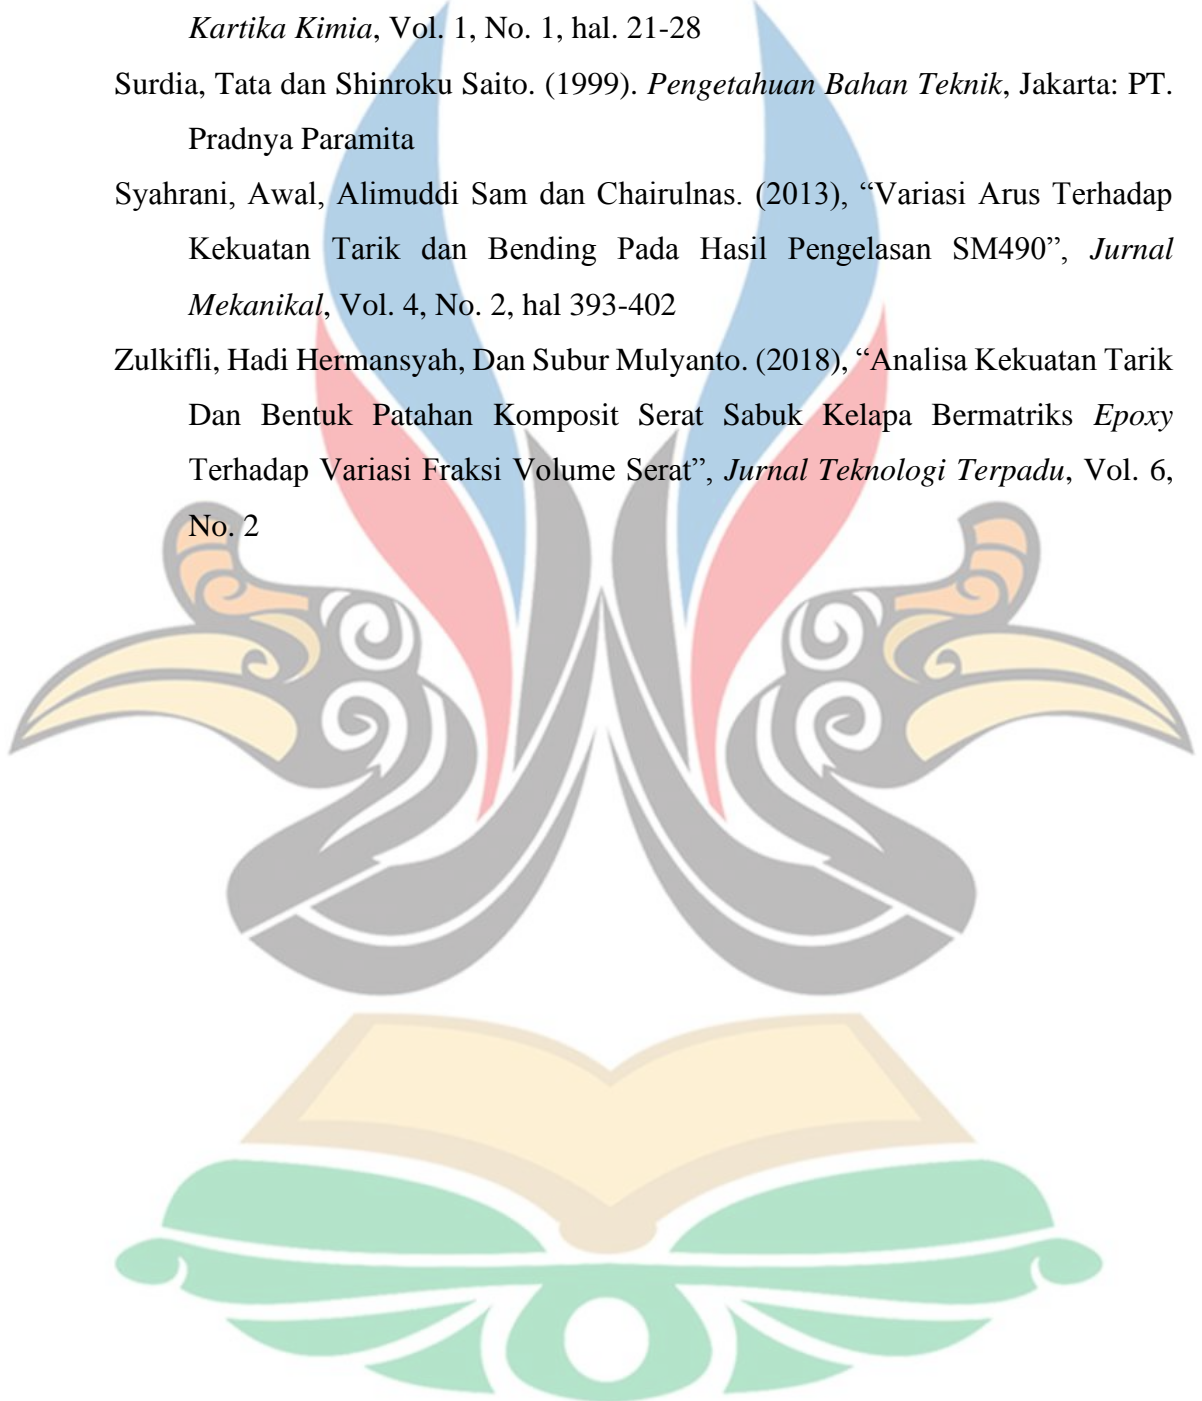 Kartika Kimia, Vol. 1, No. 1, hal. 21-28
Surdia, Tata dan Shinroku Saito. (1999). Pengetahuan Bahan Teknik, Jakarta: PT.
Pradnya Paramita
Syahrani, Awal, Alimuddi Sam dan Chairulnas. (2013), “Variasi Arus Terhadap
Kekuatan Tarik dan Bending Pada Hasil Pengelasan SM490”, Jurnal
Mekanikal, Vol. 4, No. 2, hal 393-402
Zulkifli, Hadi Hermansyah, Dan Subur Mulyanto. (2018), “Analisa Kekuatan Tarik
Dan Bentuk Patahan Komposit Serat Sabuk Kelapa Bermatriks Epoxy
Terhadap Variasi Fraksi Volume Serat”, Jurnal Teknologi Terpadu, Vol. 6,
No. 2